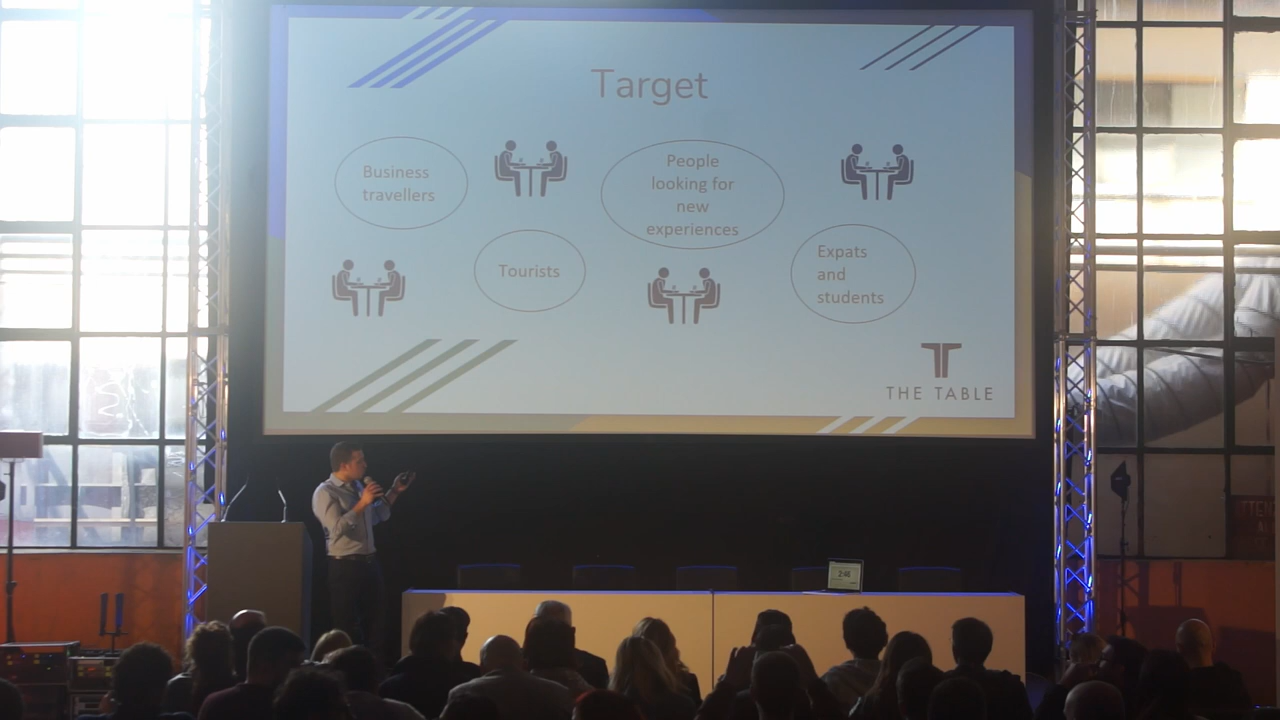 Target
Business
travellers
People
looking for
new
experiences
Tourists
Expats
and
students
THE TABLE
2:46